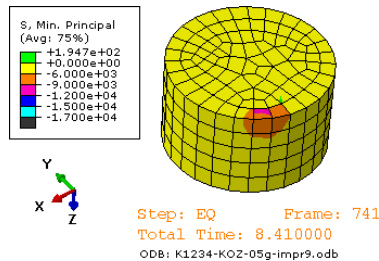 S, Min. Principal
(Avg: 75%)
+1.947e+02
+0.000e+00
-6.000e+03
-9.000e+03
-1.200e+04
-1.500e+04
-1.700e+04
Y
X
Z
Step: EQ Frame: 741
Total Time: 8.410000
ODB: K1234-KOZ-05g-impr9.odb